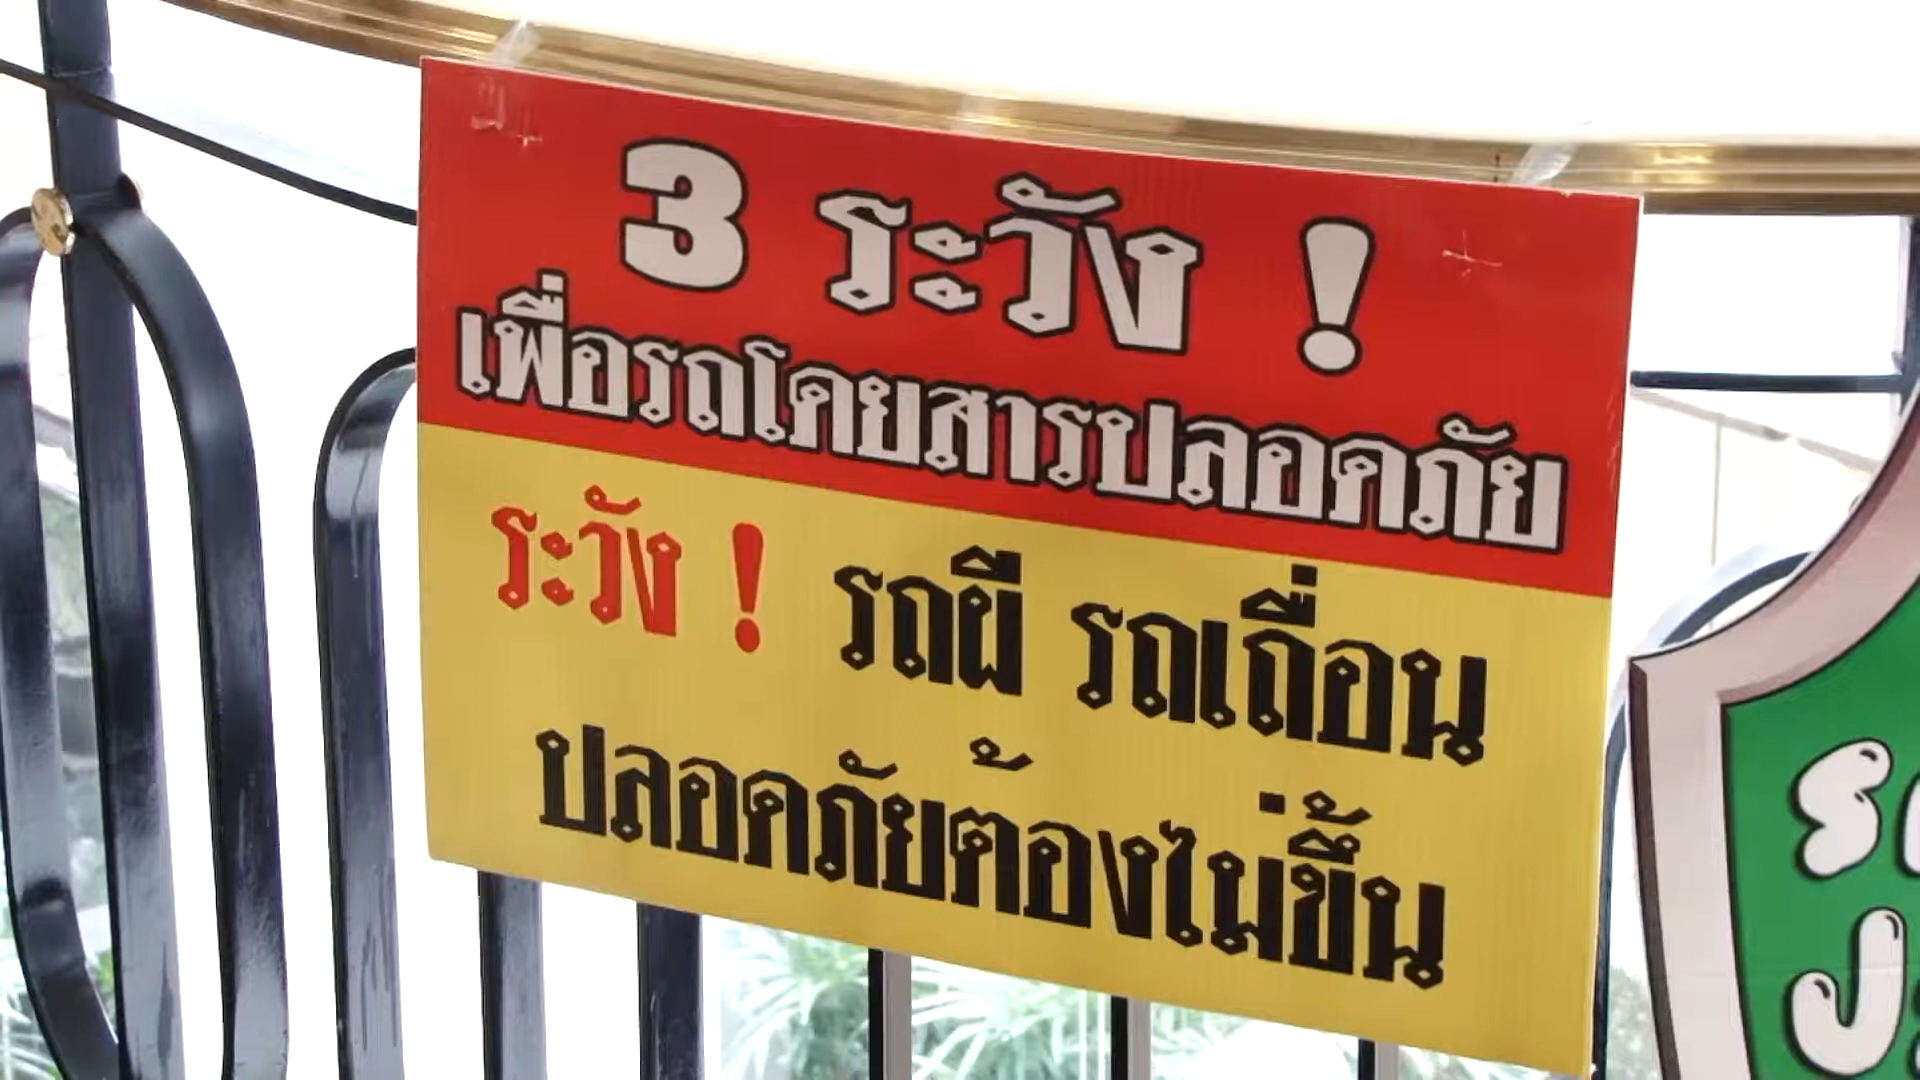 3 ระวัง !
เพื่อรถโดยสารปลอดภัย
ระวัง ! รถผี รถเถื่อน
ปลอดภัยต้องไม่ขึ้น